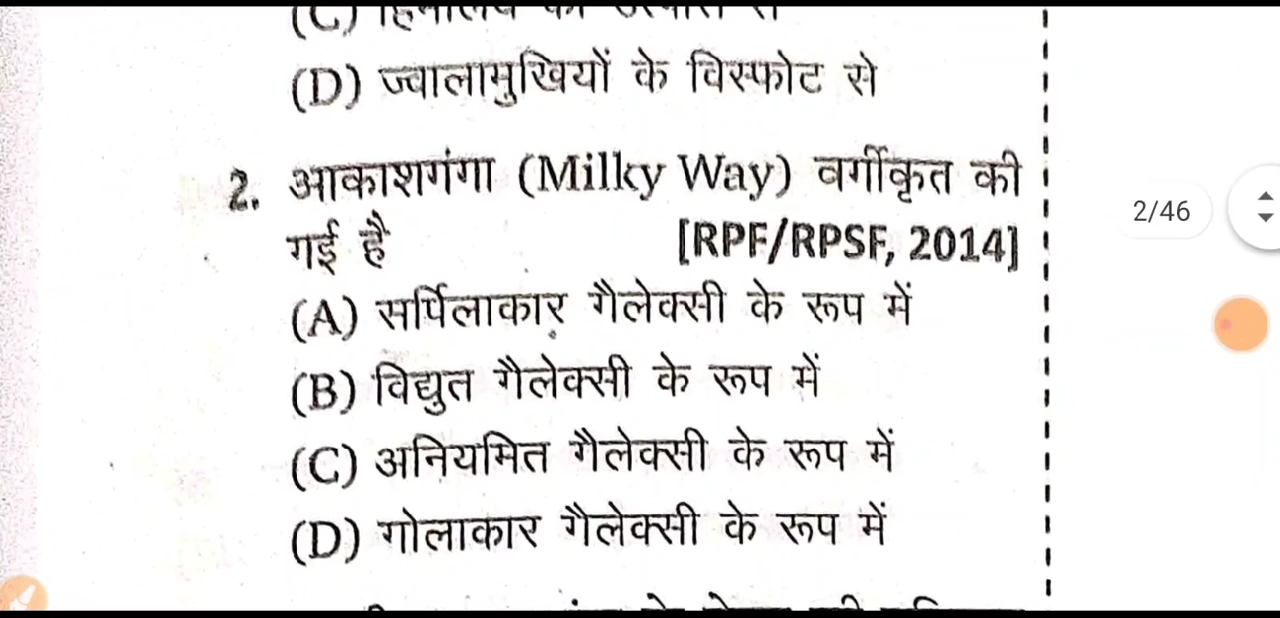 (D) ज्वालामुखियों के विस्फोट से
2. आकाशगंगा (Milky Way) वर्गीकृत की
गई है [RPF/RPSF, 2014]
(A) सर्पिलाकार गैलेक्सी के रूप में
(B) विद्युत गैलेक्सी के रूप में
(C) अनियमित गैलेक्सी के रूप में
(D) गोलाकार गैलेक्सी के रूप में
2/46